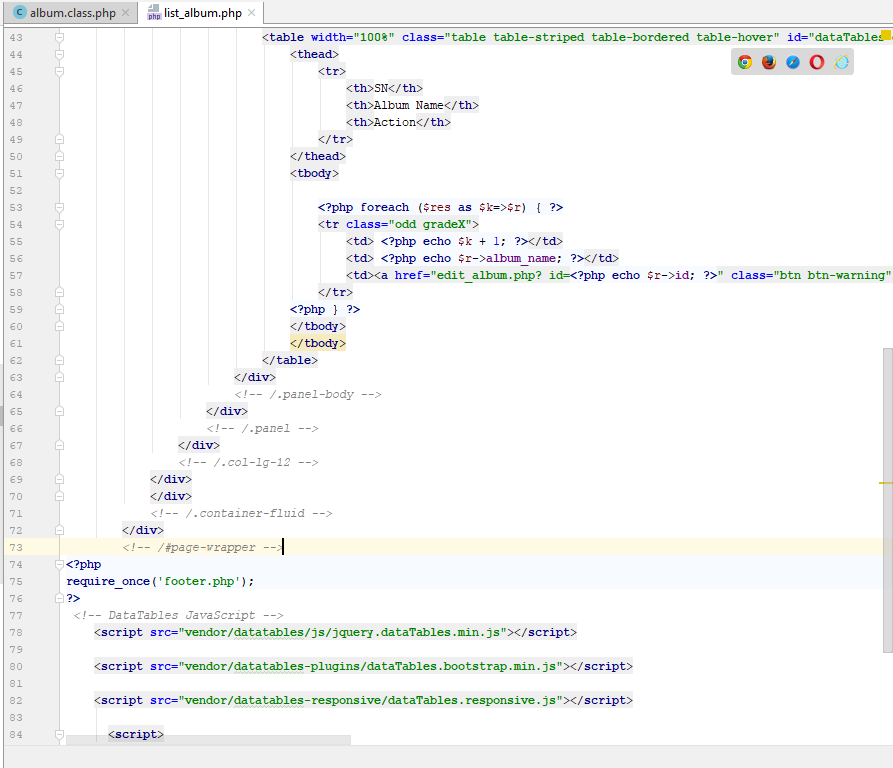 album.class.php × list_album.php ×
43 <table width="100%" class="table table-striped table-bordered table-hover" id="dataTables
44 <thead>
45 <tr>
46 <th>SN</th>
47 <th>Album Name</th>
48 <th>Action</th>
49 </tr>
50 </thead>
51 <tbody>
52
53 <?php foreach ($res as $k=>$r) { ?>
54 <tr class="odd gradeX">
55 <td> <?php echo $k + 1; ?></td>
56 <td> <?php echo $r->album_name; ?></td>
57 <td><a href="edit_album.php? id=<?php echo $r->id; ?>" class="btn btn-warning"
58 </tr>
59 <?php } ?>
60 </tbody>
61 </tbody>
62 </table>
63 </div>
64 <!-- /.panel-body -->
65 </div>
66 <!-- /.panel -->
67 </div>
68 <!-- /.col-lg-12 -->
69 </div>
70 </div>
71 <!-- /.container-fluid -->
72 </div>
73 <!-- /#page-wrapper -->
74 <?php
75 require_once('footer.php');
76 ?>
77 <!-- DataTables JavaScript -->
78 <script src="vendor/datatables/js/jquery.dataTables.min.js"></script>
79
80 <script src="vendor/datatables-plugins/dataTables.bootstrap.min.js"></script>
81
82 <script src="vendor/datatables-responsive/dataTables.responsive.js"></script>
83
84 <script>